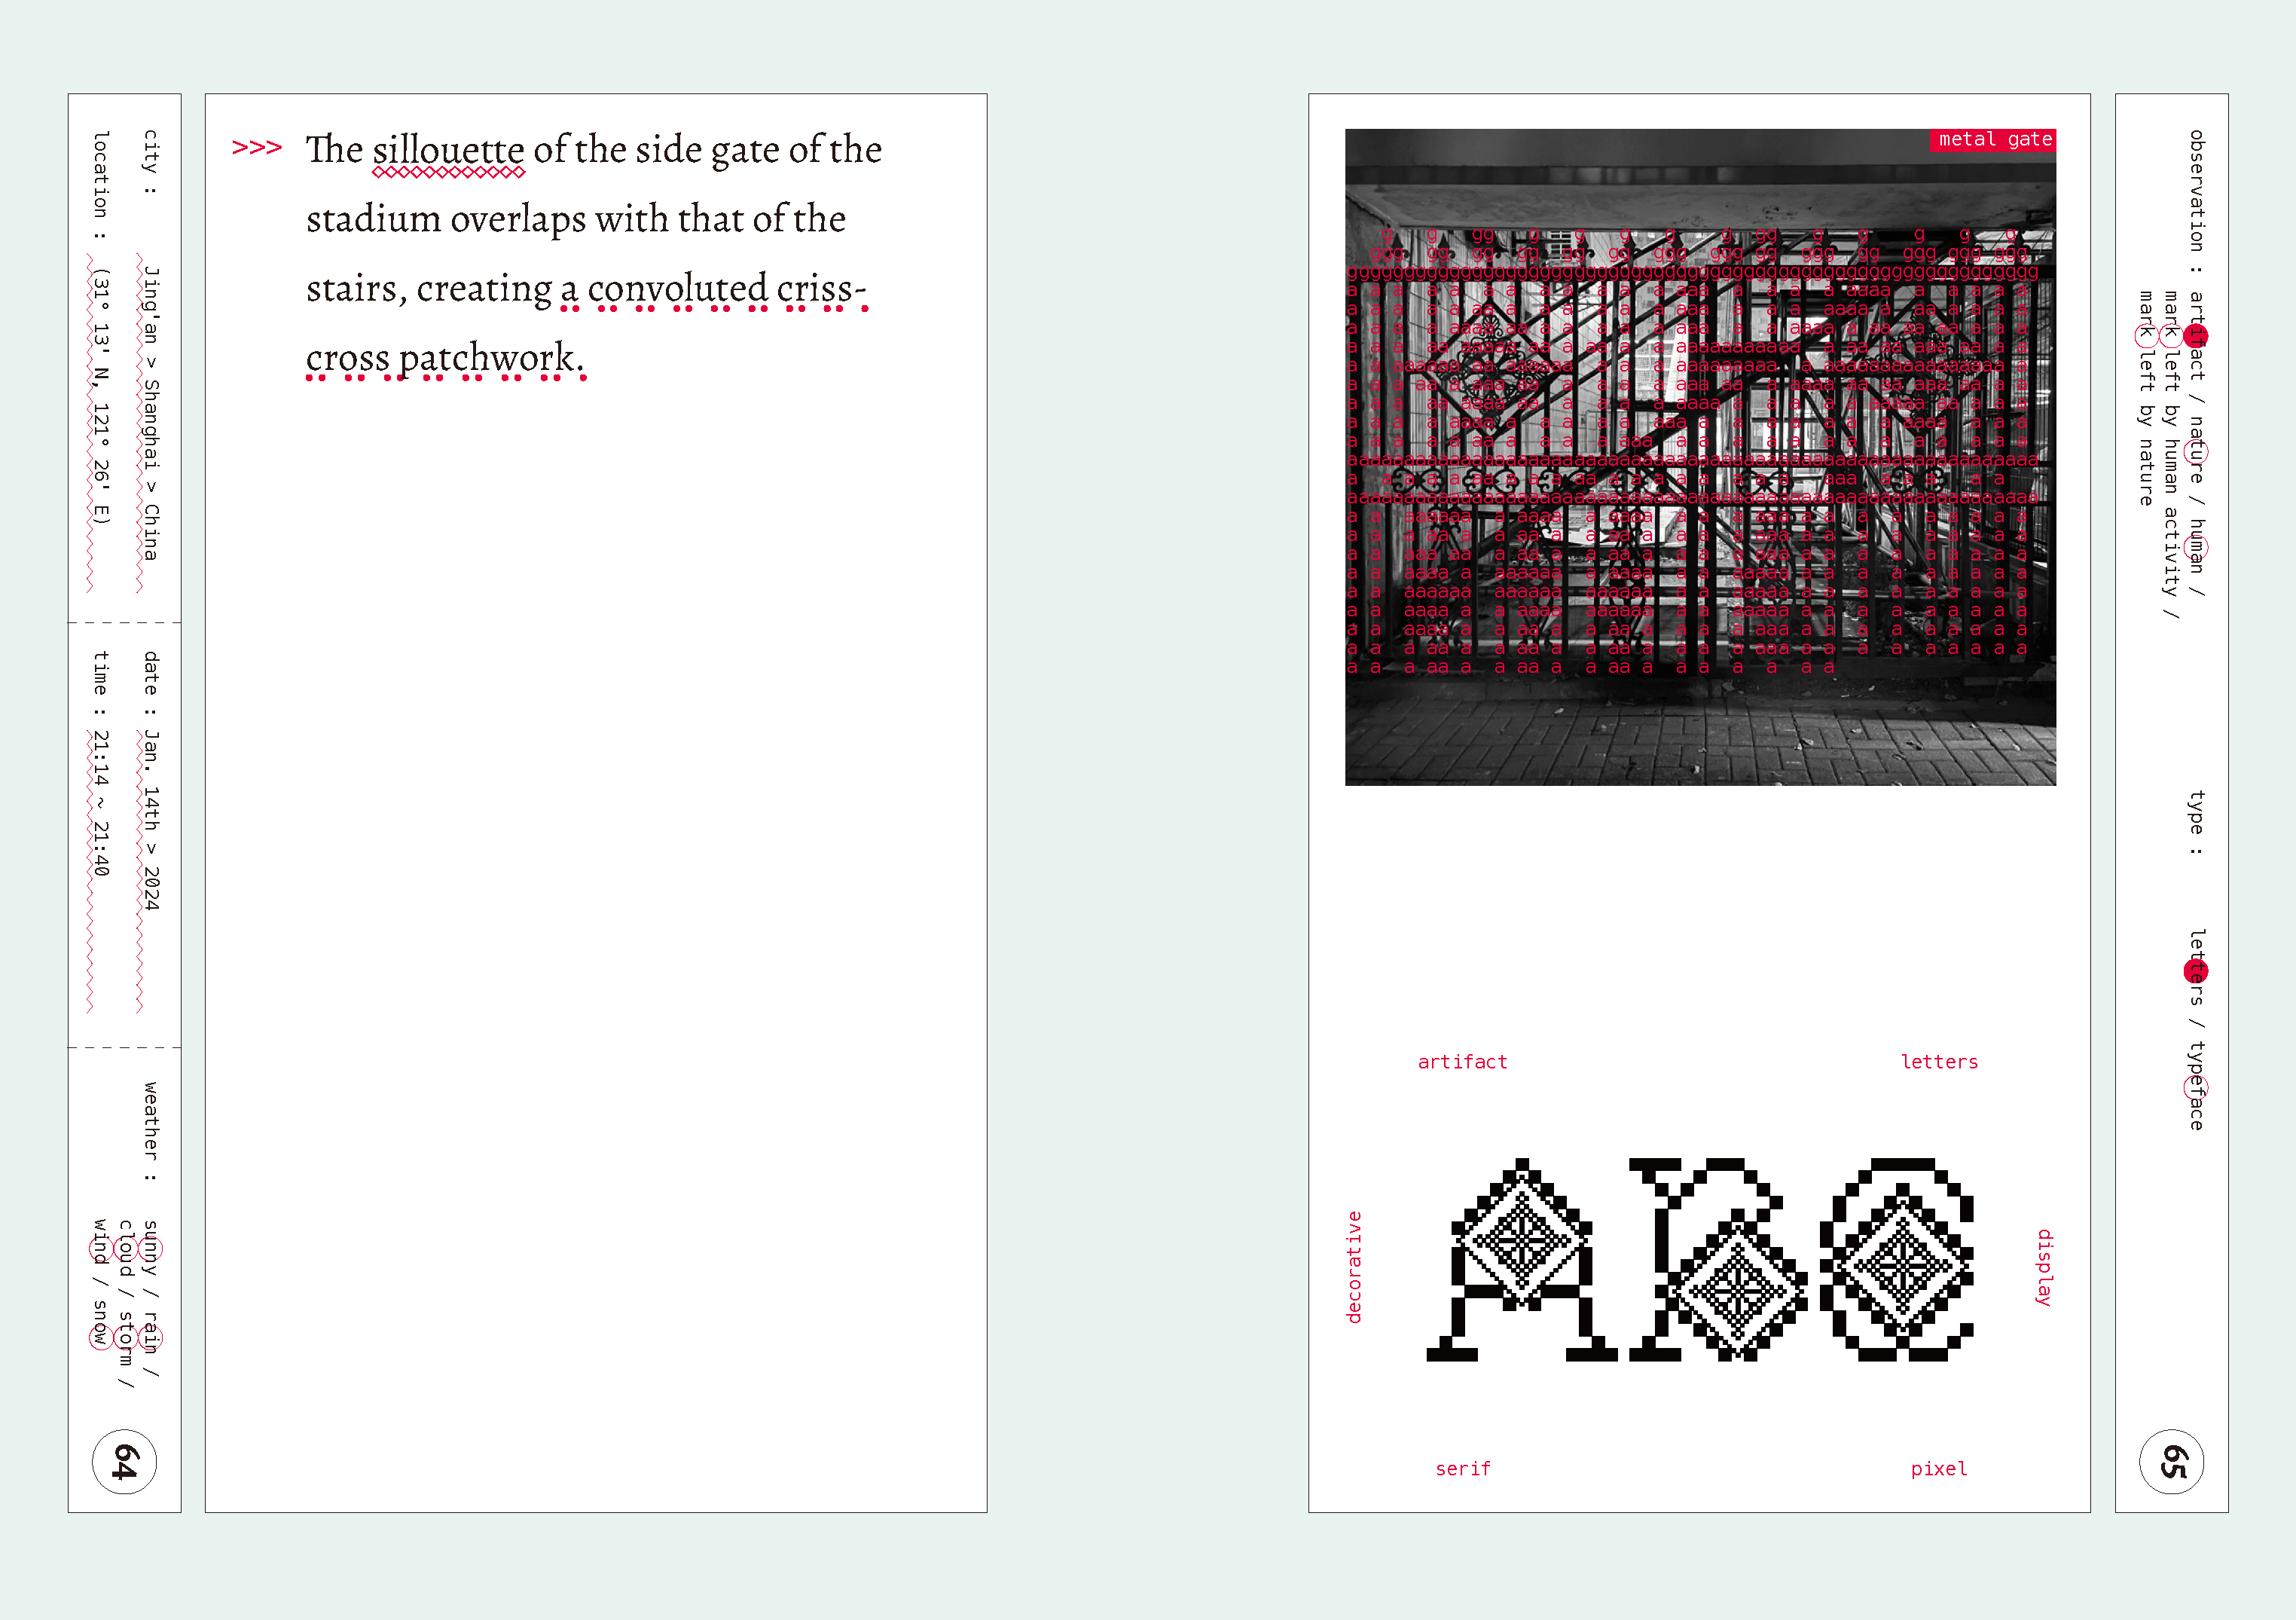 city : Jing'an > Shanghai > China
location : (31° 13' N, 121° 26' E)
date : Jan. 14th > 2024
time : 21:14 ~ 21:40
weather : sunny / rain /
cloud / storm /
wind / snow
64
>>> The sillouette of the side gate of the
stadium overlaps with that of the
stairs, creating a convoluted criss-
cross patchwork.
metal gate
artifact
letters
decorative
ABC
display
serif
pixel
observation : artifact / nature / human /
mark left by human activity /
mark left by nature
type : letters / typeface
65